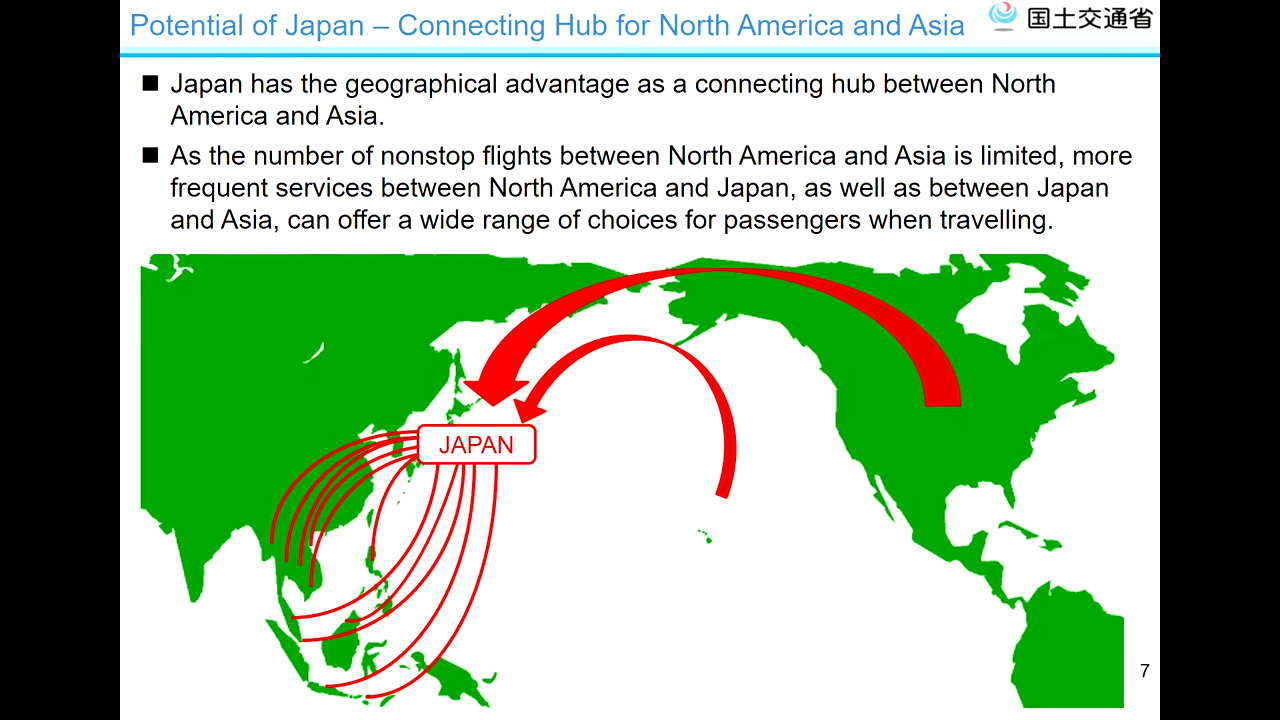 Potential of Japan – Connecting Hub for North America and Asia
国土交通省
■ Japan has the geographical advantage as a connecting hub between North
America and Asia.
■ As the number of nonstop flights between North America and Asia is limited, more
frequent services between North America and Japan, as well as between Japan
and Asia, can offer a wide range of choices for passengers when travelling.
JAPAN
7